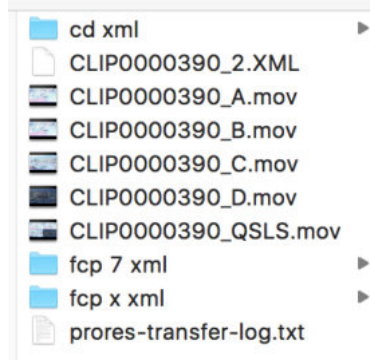 cd xml
CLIP0000390_2.XML
CLIP0000390_A.mov
CLIP0000390_B.mov
CLIP0000390_C.mov
CLIP0000390_D.mov
CLIP0000390_QSLS.mov
fcp 7 xml
fcp x xml
prores-transfer-log.txt